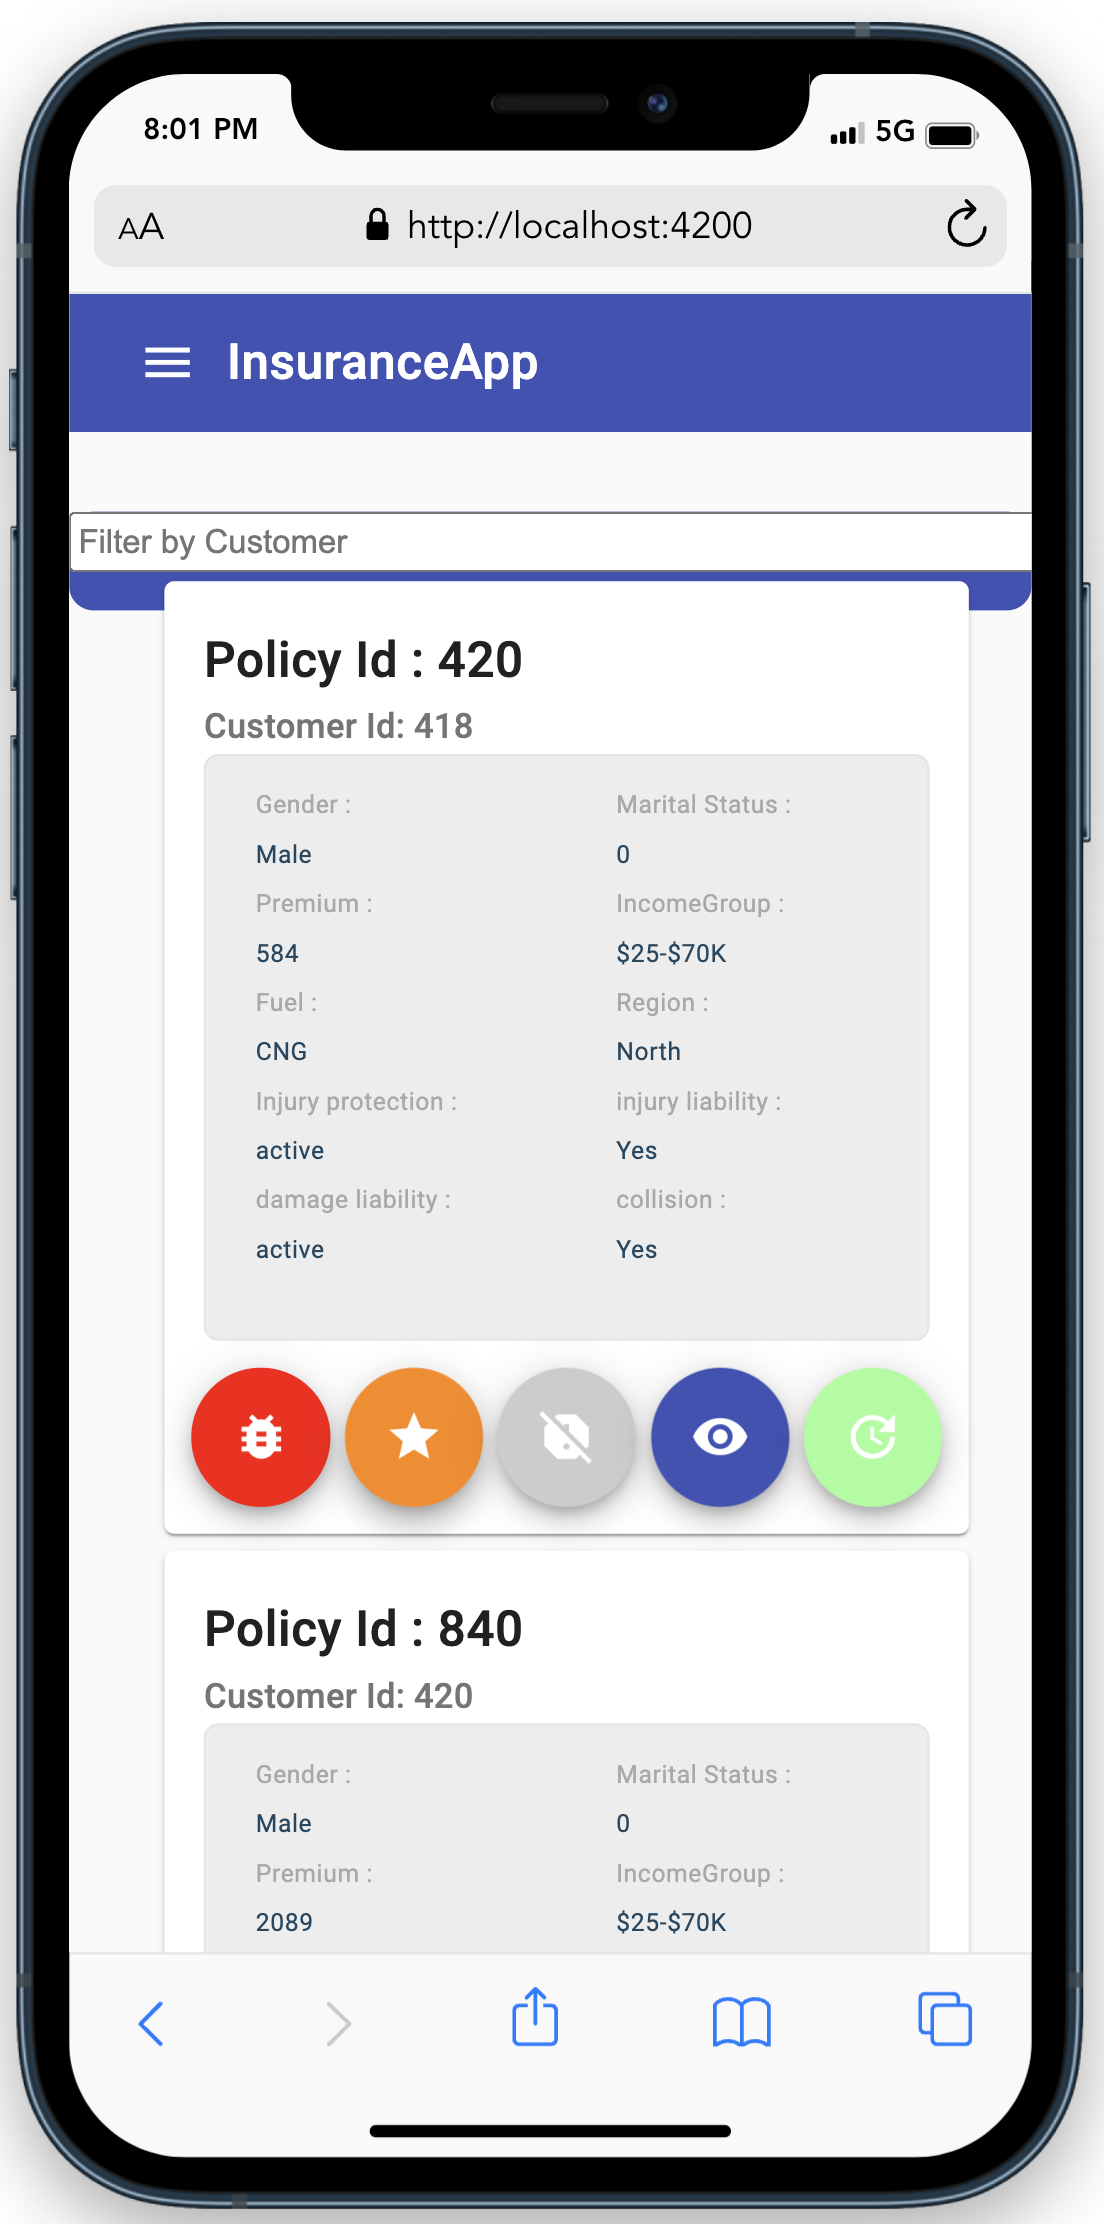 8:01 PM 5G
AA http://localhost:4200
InsuranceApp
Filter by Customer
Policy Id : 420
Customer Id: 418
Gender : Marital Status :
Male 0
Premium : IncomeGroup :
584 $25-$70K
Fuel : Region :
CNG North
Injury protection : injury liability :
active Yes
damage liability : collision :
active Yes
Policy Id : 840
Customer Id: 420
Gender : Marital Status :
Male 0
Premium : IncomeGroup :
2089 $25-$70K